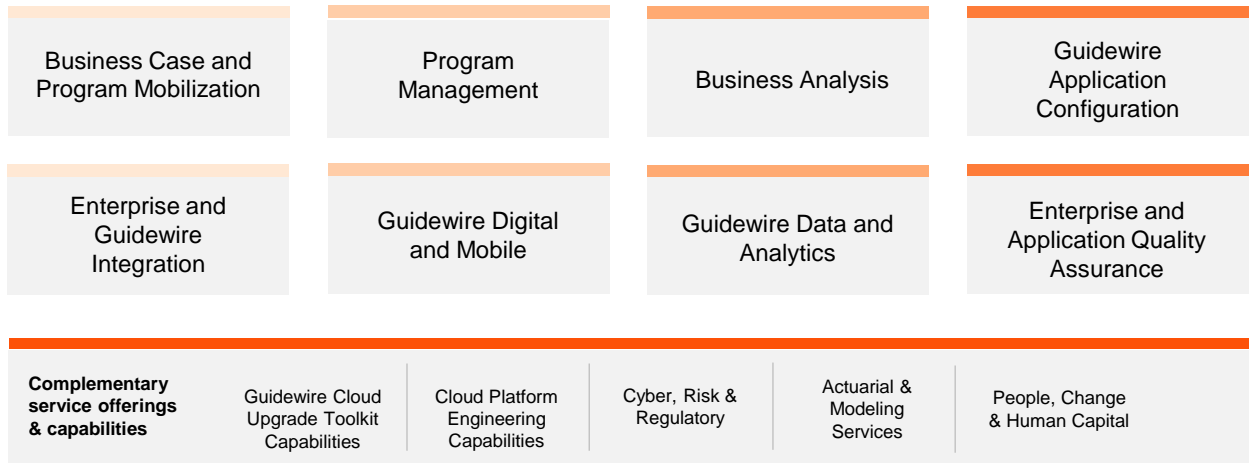 Business Case and
Program Mobilization
Program
Management
Business Analysis
Guidewire
Application
Configuration
Enterprise and
Guidewire
Integration
Guidewire Digital
and Mobile
Guidewire Data and
Analytics
Enterprise and
Application Quality
Assurance
Complementary
service offerings
& capabilities
Guidewire Cloud
Upgrade Toolkit
Capabilities
Cloud Platform
Engineering
Capabilities
Cyber, Risk &
Regulatory
Actuarial &
Modeling
Services
People, Change
& Human Capital